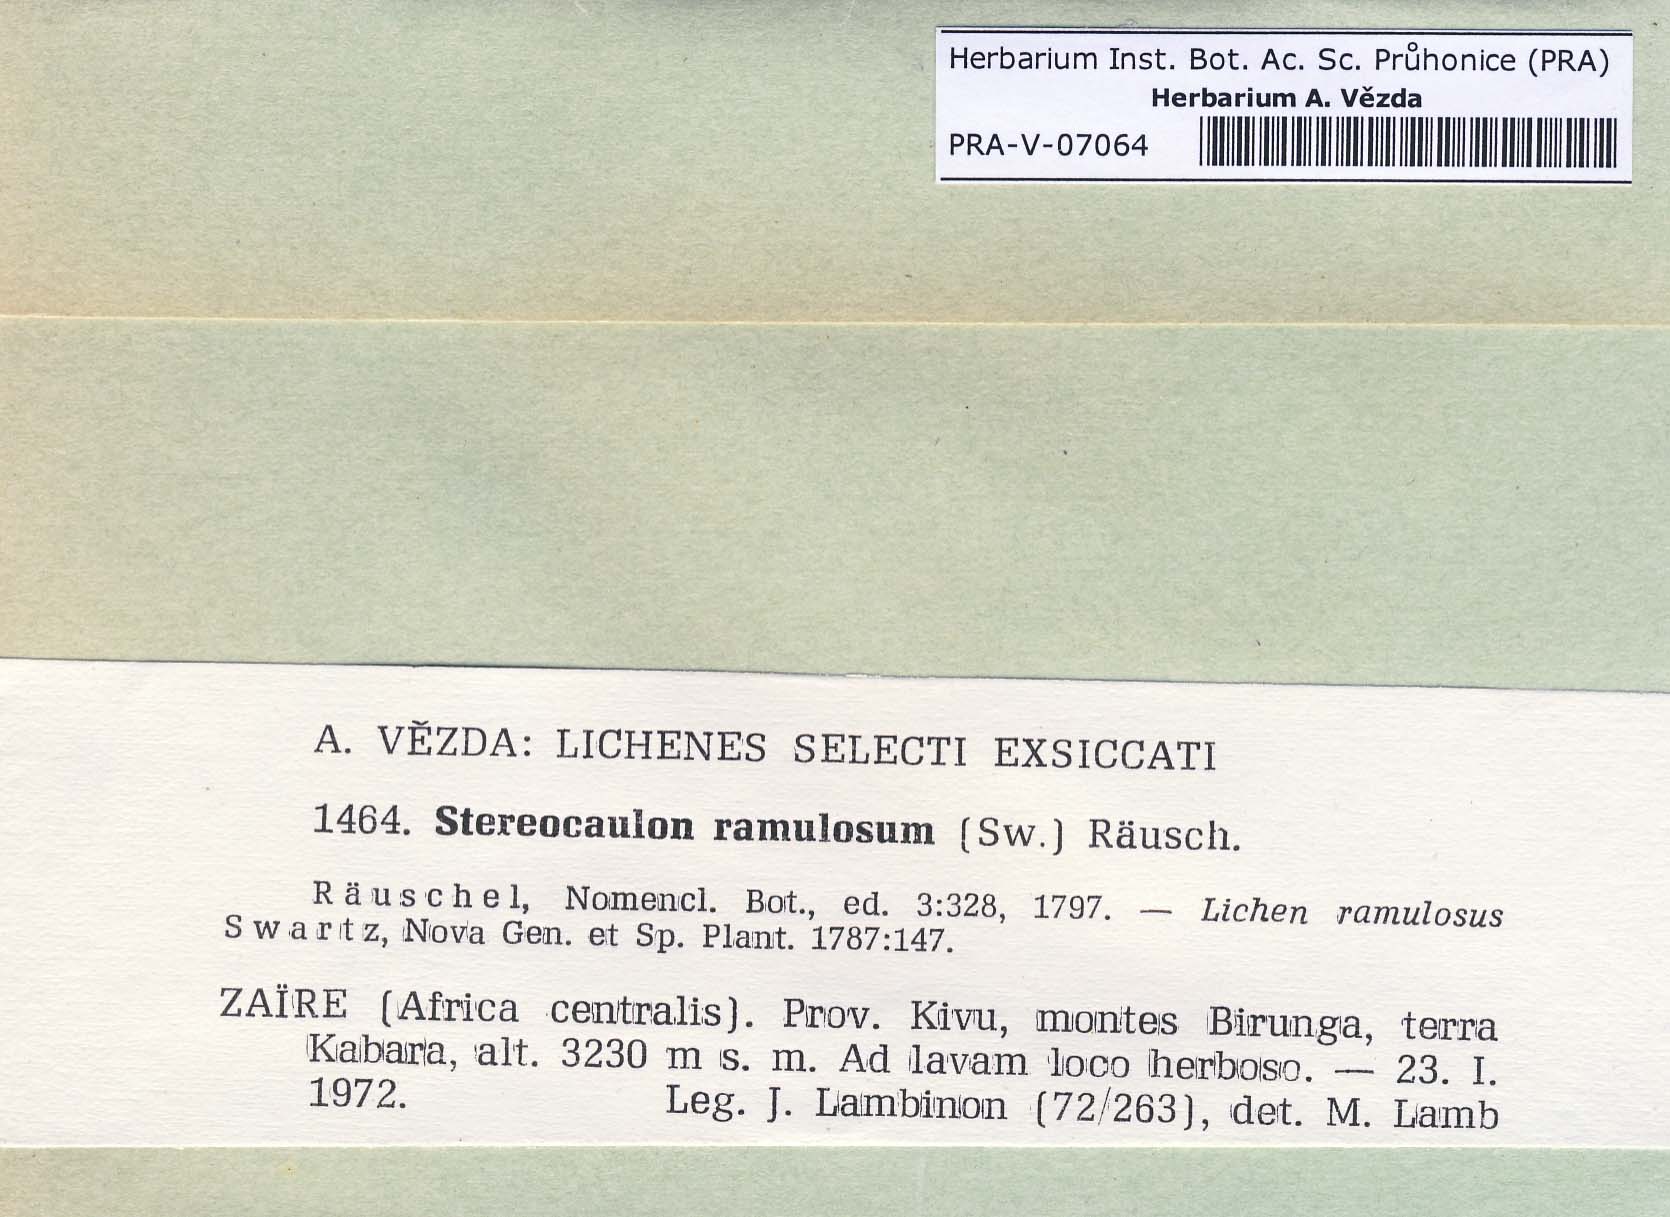 Herbarium Inst. Bot. Ac. Sc. Průhonice (PRA)
Herbarium A. Vězda
PRA-V-07064
A. VĚZDA: LICHENES SELECTI EXSICCATI
1464. Stereocaulon ramulosum (Sw.) Räusch.
Räuschel, Nomencl. Bot., ed. 3:328, 1797. — Lichen ramulosus
Swartz, Nova Gen. et Sp. Plant. 1787:147.
ZAÏRE (Africa centralis). Prov. Kivu, montes Birunga, terra
Kabara, alt. 3230 m s. m. Ad lavam loco herboso. — 23. I.
1972. Leg. J. Lambinon (72/263), det. M. Lamb